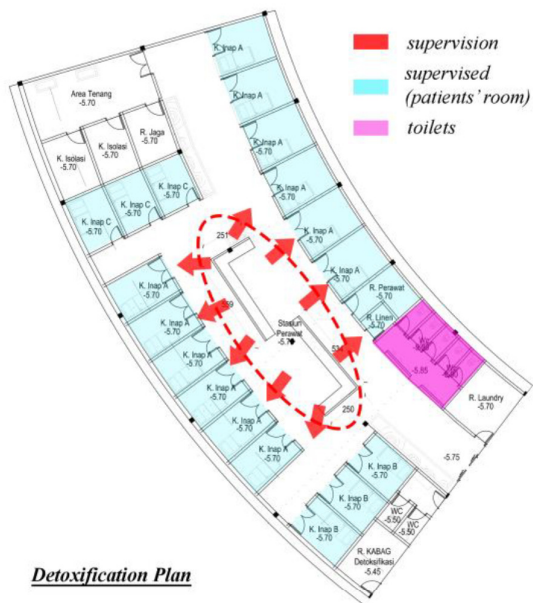 supervision
supervised
(patients' room)
toilets
K. Inap A
-5.70
K. Inap A
-5.70
K. Inap A
-5.70
K. Inap A
-5.70
K. Inap A
-5.70
K. Inap A
-5.70
K. Inap A
-5.70
Area Tenang
-5.70
R. Jaga
-5.70
K. Isolasi
-5.70
K. Isolasi
-5.70
K. Inap C
-5.70
K. Inap C
-5.70
K. Inap C
-5.70
251
Stasiun
Perawat
250
R. Perawat
-5.70
R. Linen
-5.70
R. Laundry
-5.70
-5.75
K. Inap A
-5.70
K. Inap A
-5.70
K. Inap A
-5.70
K. Inap A
-5.70
K. Inap A
-5.70
K. Inap B
-5.70
K. Inap B
-5.70
K. Inap B
-5.70
WC
-5.50
WC
-5.50
R. KABAG
Detoksifikasi
-5.45
Detoxification Plan